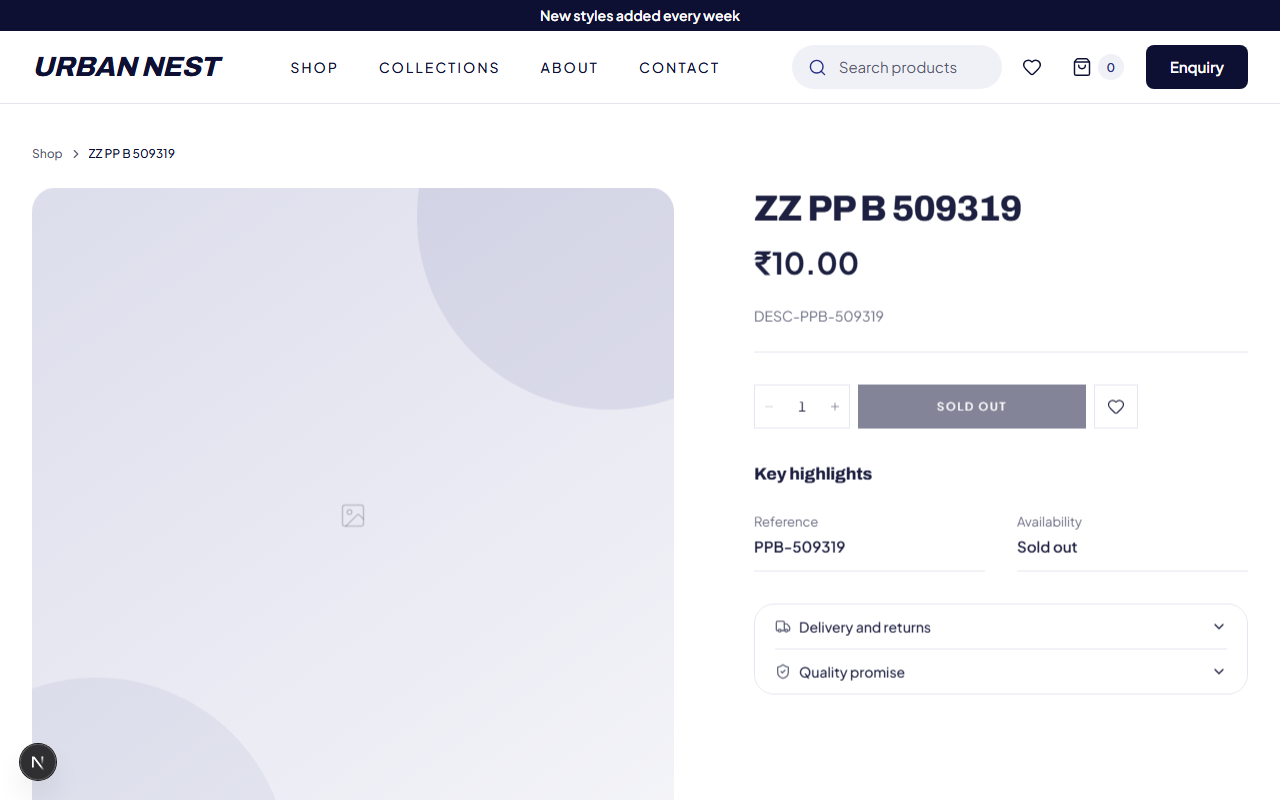 New styles added every week
URBAN NEST
SHOP COLLECTIONS ABOUT CONTACT Search products 0 Enquiry
Shop > ZZ PP B 509319
ZZ PP B 509319
₹10.00
DESC-PPB-509319
− 1 + SOLD OUT
Key highlights
Reference Availability
PPB-509319 Sold out
Delivery and returns
Quality promise
N